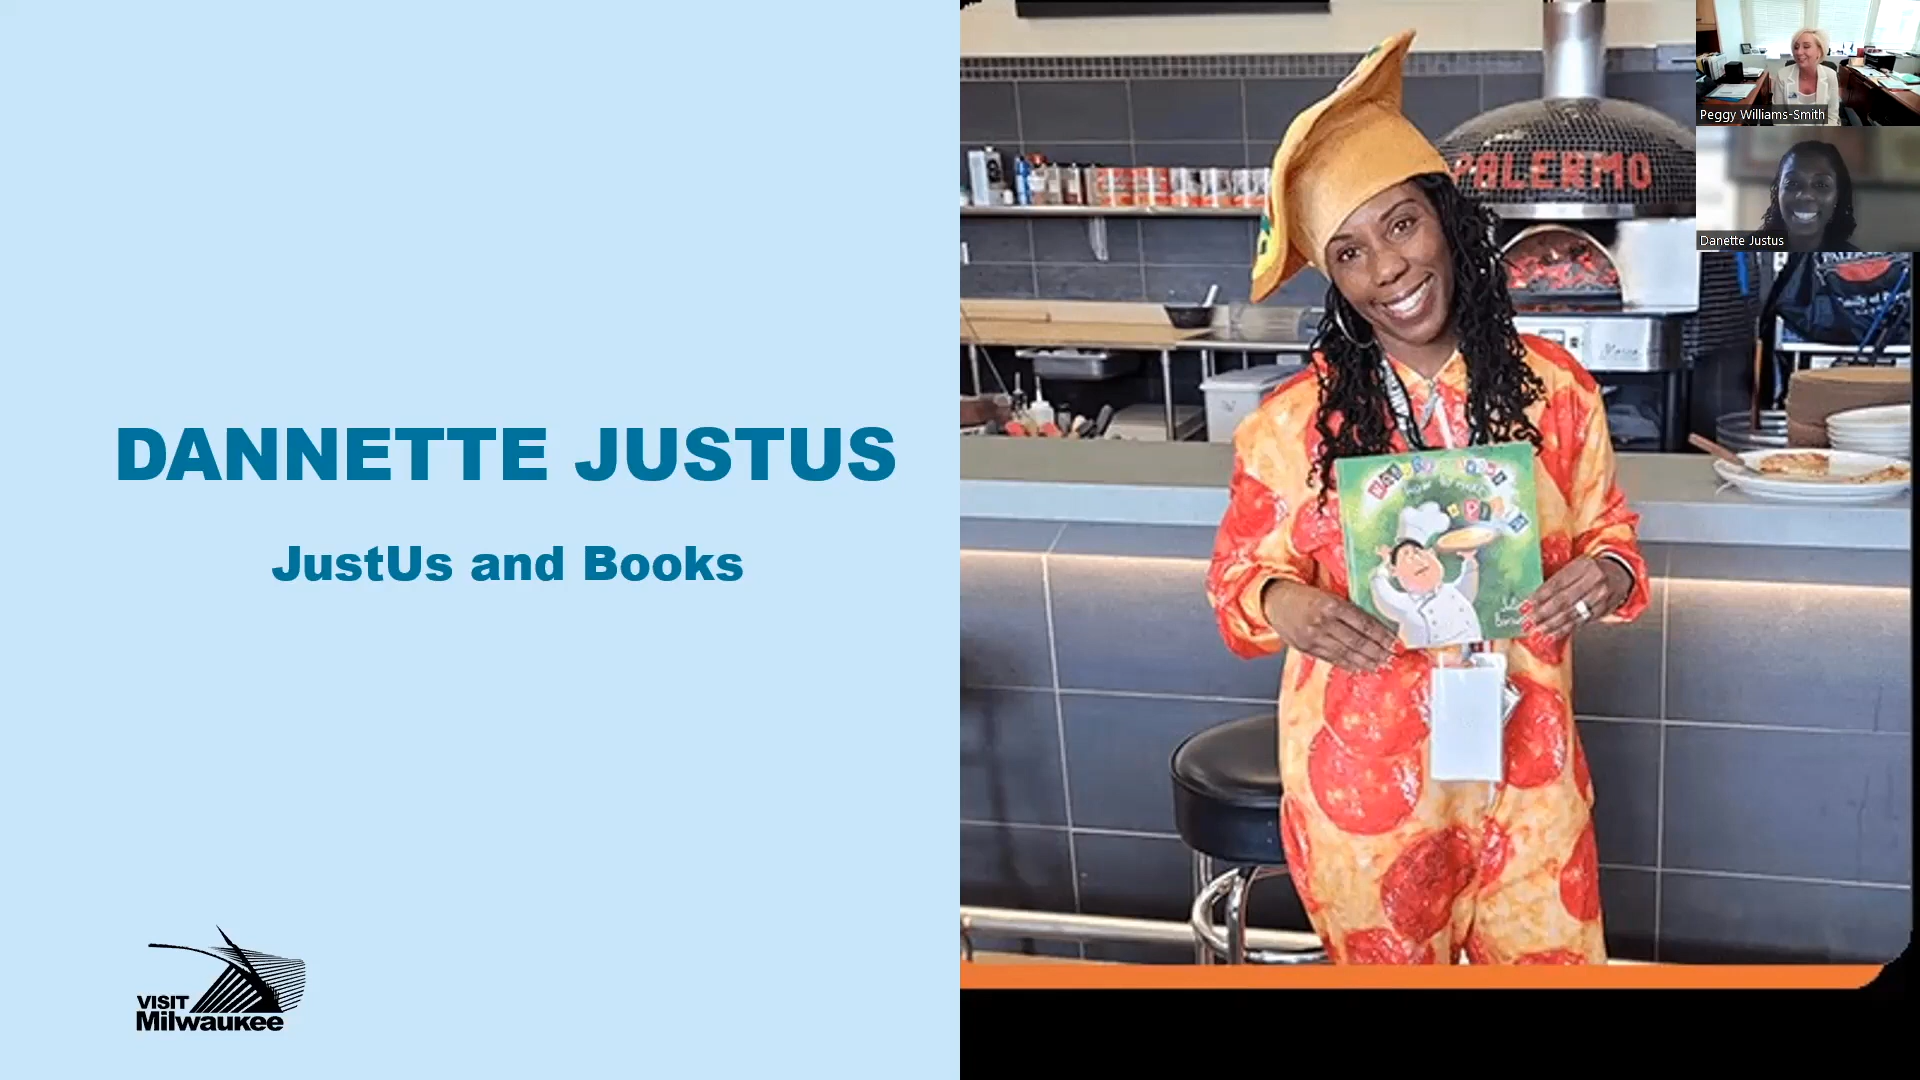 DANNETTE JUSTUS
JustUs and Books
VISIT
Milwaukee
PALERMO
Peggy Williams-Smith
Danette Justus